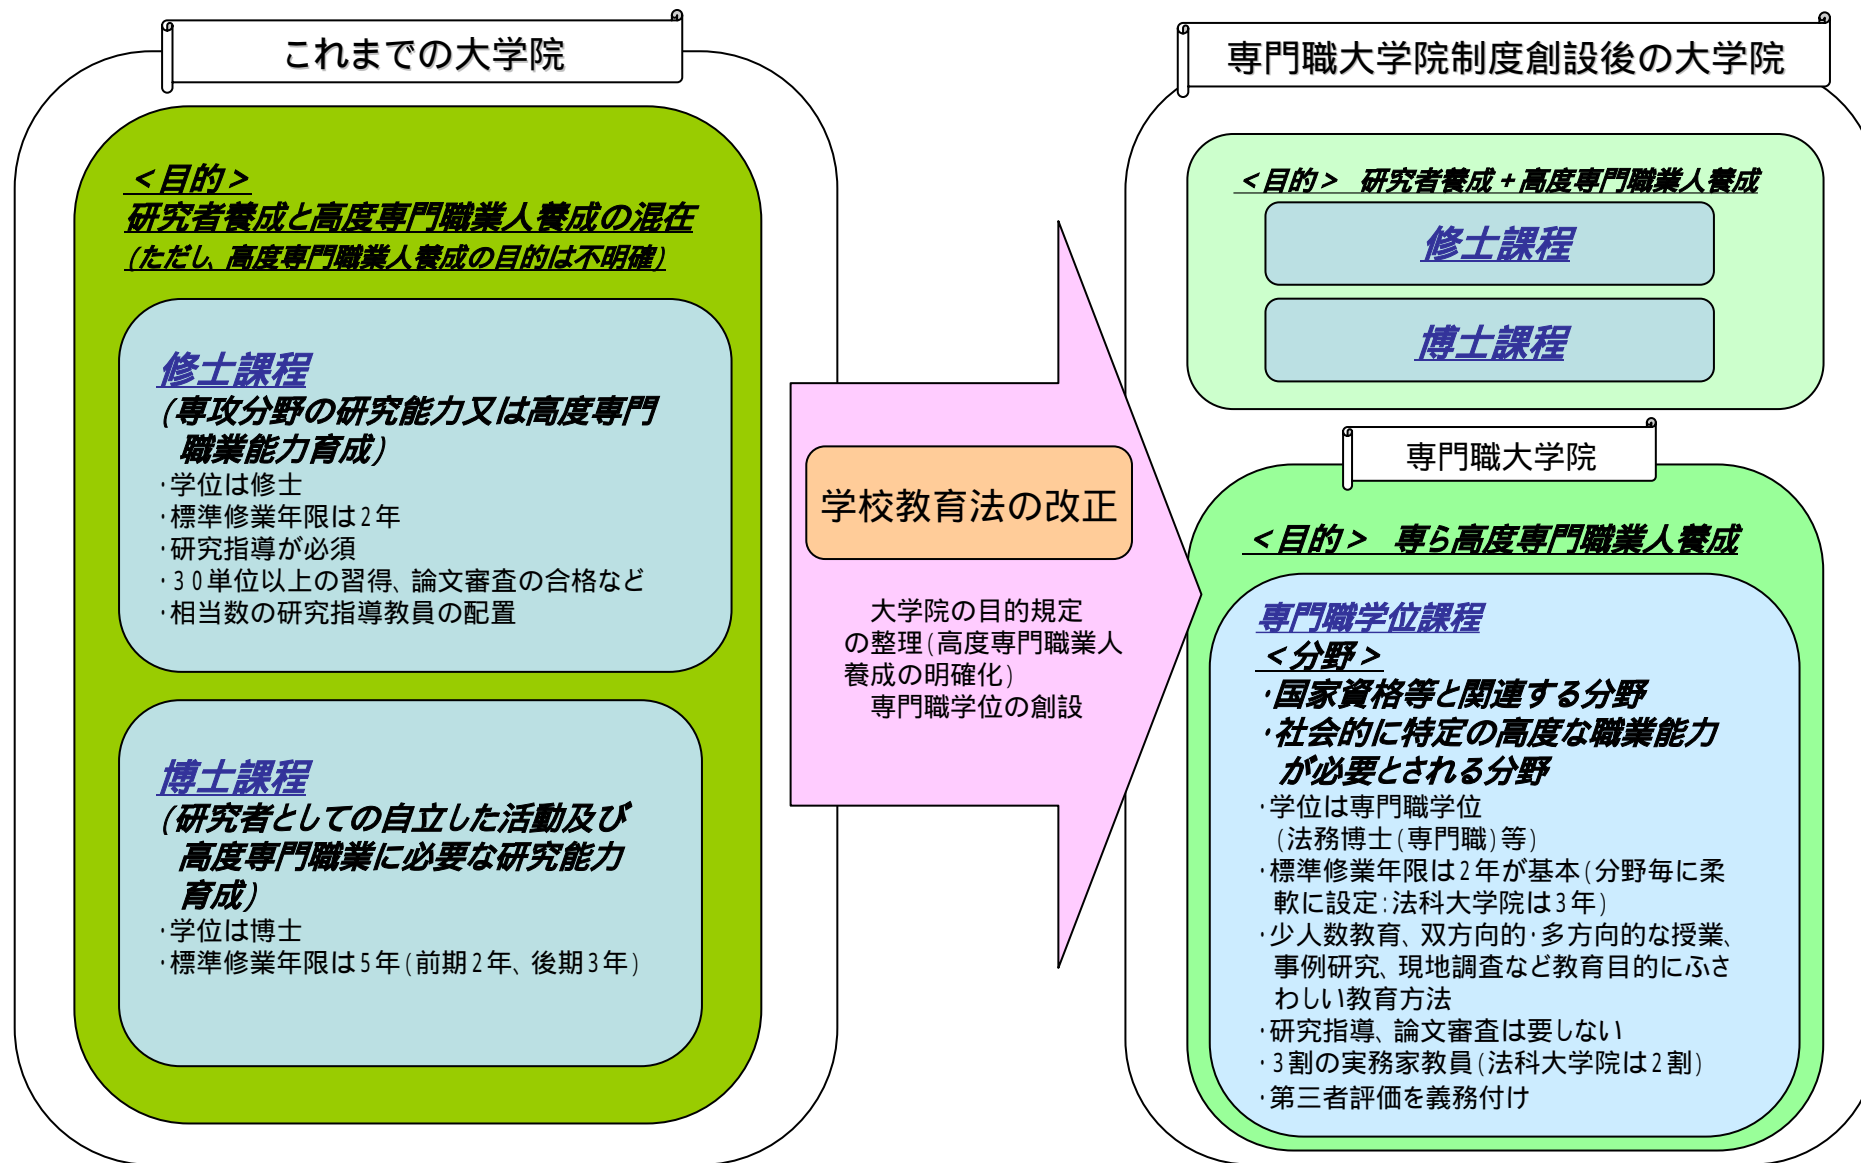 これまでの大学院
<目的>
研究者養成と高度専門職業人養成の混在
(ただし、高度専門職業人養成の目的は不明確)
修士課程
(専攻分野の研究能力又は高度専門
職業能力育成)
・学位は修士
・標準修業年限は2年
・研究指導が必須
・30単位以上の習得、論文審査の合格など
・相当数の研究指導教員の配置
博士課程
(研究者としての自立した活動及び
高度専門職業に必要な研究能力
育成)
・学位は博士
・標準修業年限は5年(前期2年、後期3年)
学校教育法の改正
大学院の目的規定
の整理(高度専門職業人
養成の明確化)
専門職学位の創設
専門職大学院制度創設後の大学院
<目的> 研究者養成+高度専門職業人養成
修士課程
博士課程
専門職大学院
<目的> 専ら高度専門職業人養成
専門職学位課程
<分野>
・国家資格等と関連する分野
・社会的に特定の高度な職業能力
が必要とされる分野
・学位は専門職学位
(法務博士(専門職)等)
・標準修業年限は2年が基本(分野毎に柔
軟に設定:法科大学院は3年)
・少人数教育、双方向的・多方向的な授業、
事例研究、現地調査など教育目的にふさ
わしい教育方法
・研究指導、論文審査は要しない
・3割の実務家教員(法科大学院は2割)
・第三者評価を義務付け